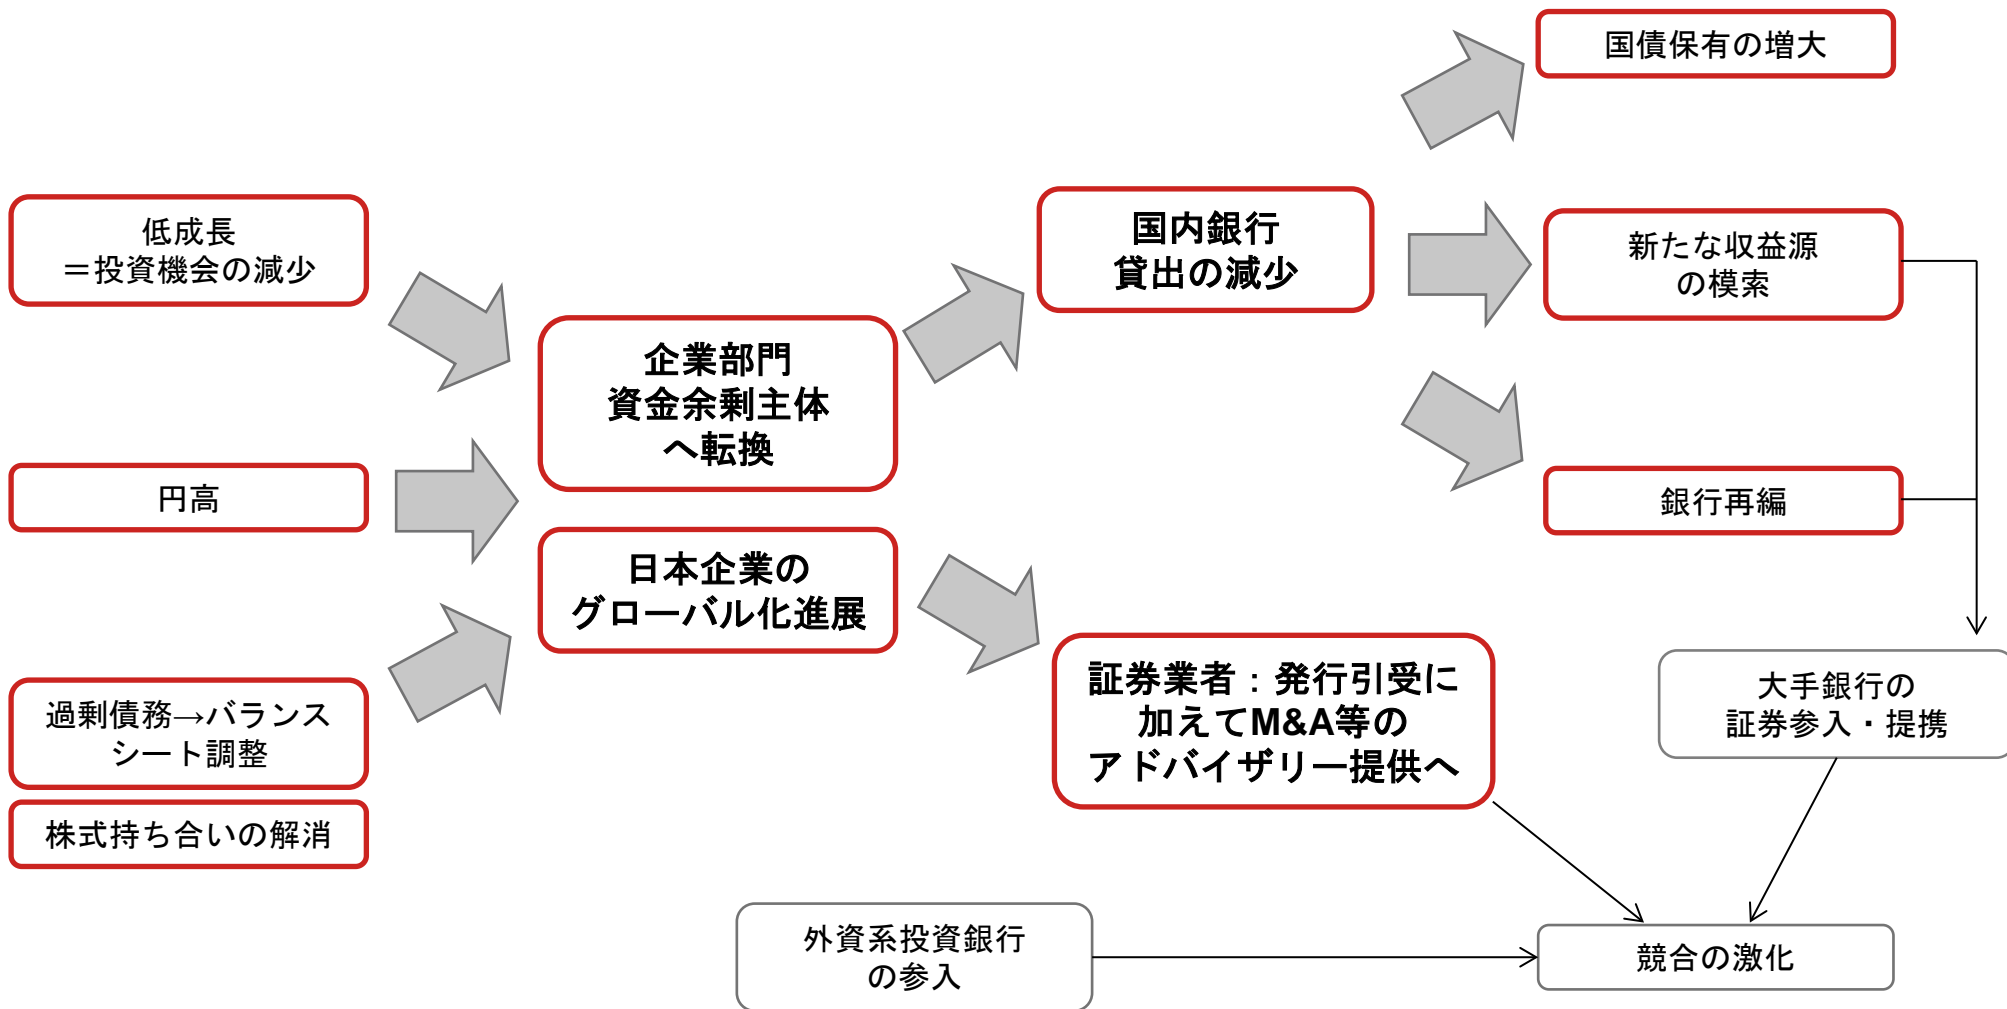 低成長
＝投資機会の減少
円高
過剰債務→バランス
シート調整
株式持ち合いの解消
企業部門
資金余剰主体
へ転換
日本企業の
グローバル化進展
国内銀行
貸出の減少
証券業者：発行引受に
加えてM&A等の
アドバイザリー提供へ
外資系投資銀行
の参入
国債保有の増大
新たな収益源
の模索
銀行再編
大手銀行の
証券参入・提携
競合の激化